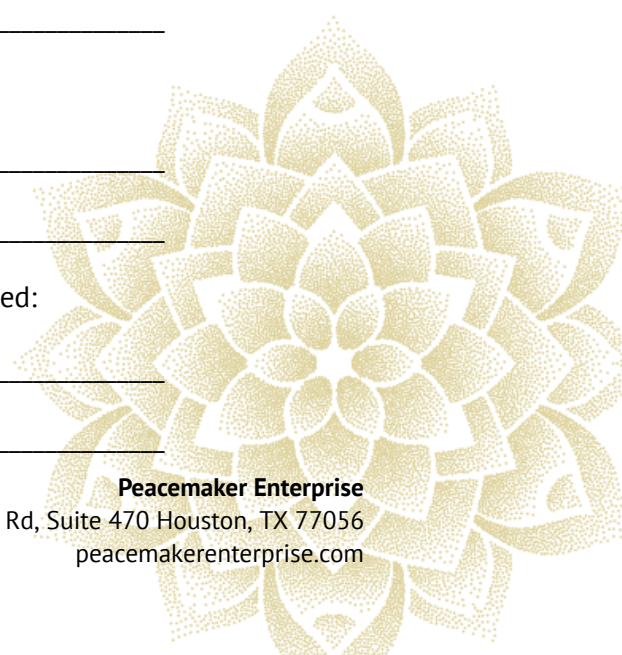 ed:
Peacemaker Enterprise
Rd, Suite 470 Houston, TX 77056
peacemakerenterprise.com